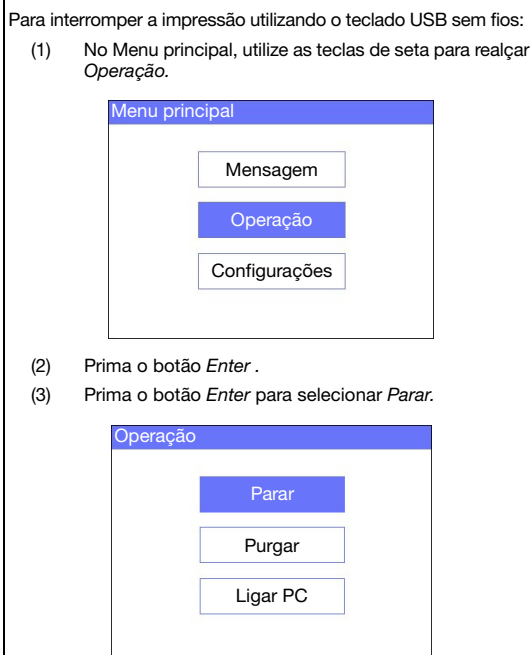 Para interromper a impressão utilizando o teclado USB sem fios:
(1) No Menu principal, utilize as teclas de seta para realçar
Operação.
Menu principal
Mensagem
Operação
Configurações
(2) Prima o botão Enter .
(3) Prima o botão Enter para selecionar Parar.
Operação
Parar
Purgar
Ligar PC